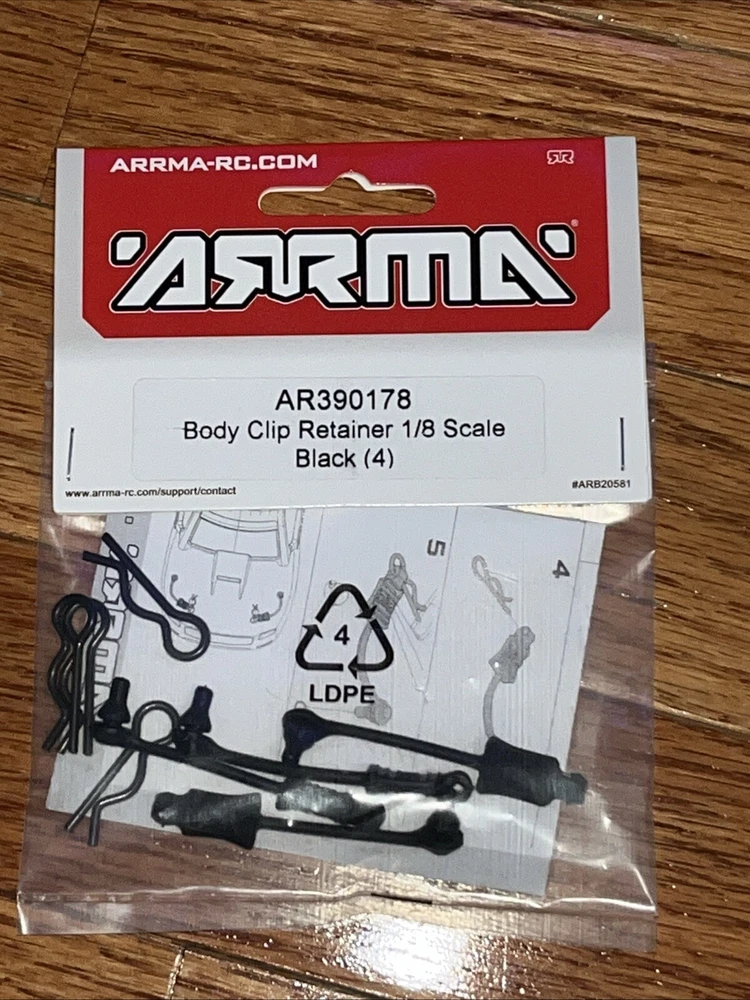 ARRMA-RC.COM
ARRMA®
AR390178
Body Clip Retainer 1/8 Scale
Black (4)
www.arrma-rc.com/support/contact
#ARB20581
5
4
4
LDPE